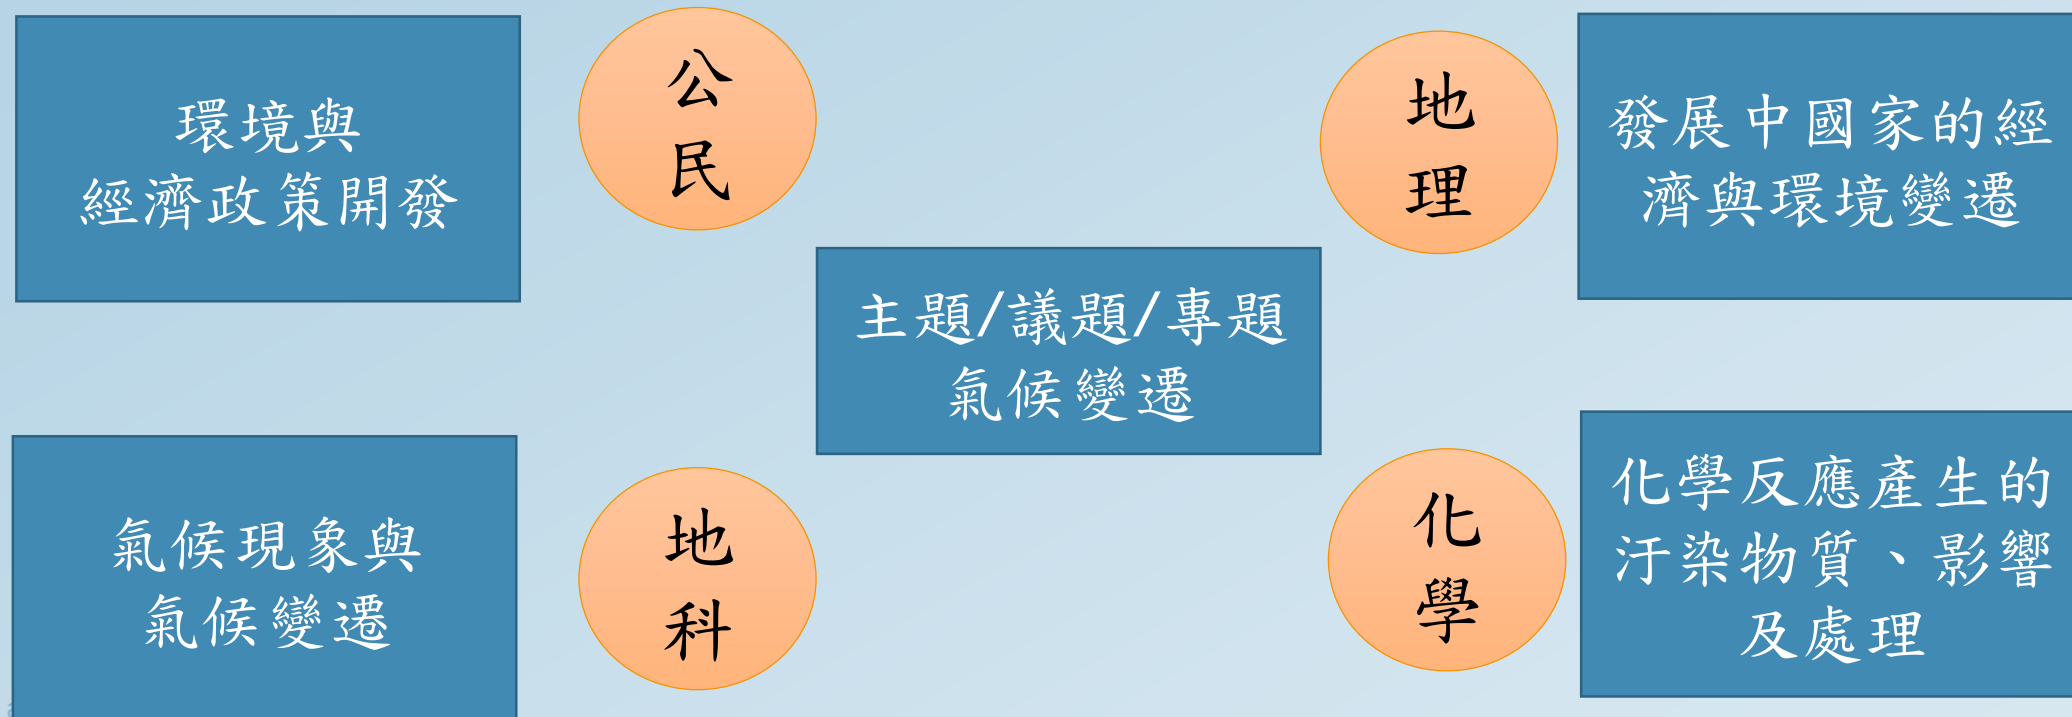 環境與
經濟政策開發
公
民
地
理
發展中國家的經
濟與環境變遷
主題/議題/專題
氣候變遷
氣候現象與
氣候變遷
地
科
化
學
化學反應產生的
汙染物質、影響
及處理